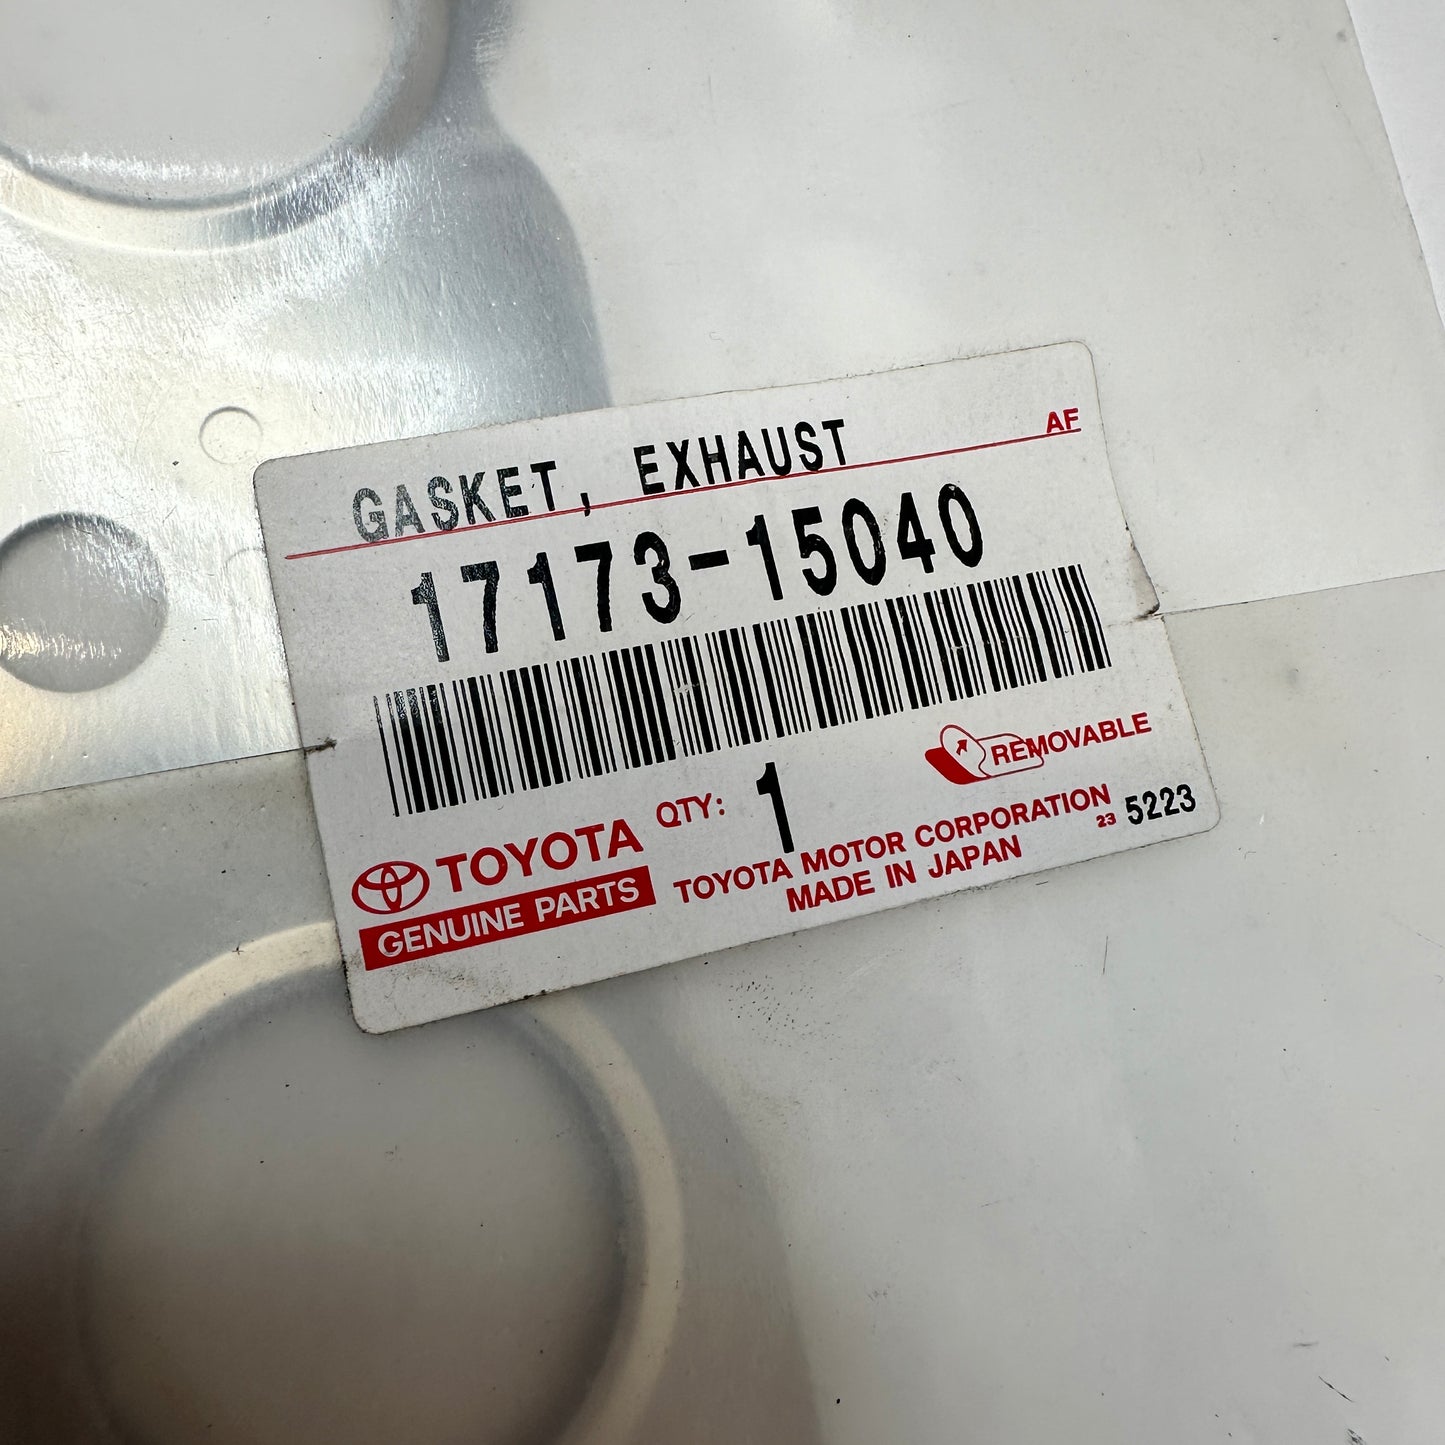 AF
GASKET, EXHAUST
17173-15040
REMOVABLE
QTY: 1
TOYOTA
GENUINE PARTS
TOYOTA MOTOR CORPORATION
MADE IN JAPAN
23 5223